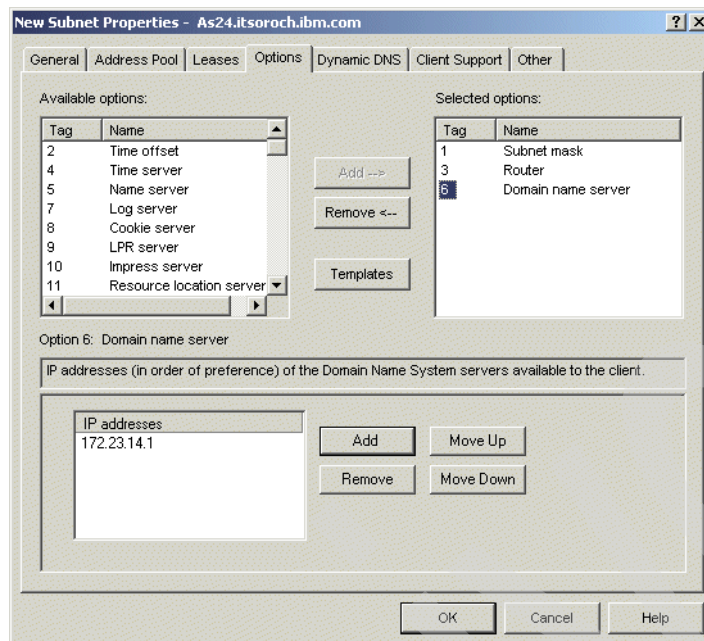 New Subnet Properties - As24.itsoroch.ibm.com
General Address Pool Leases Options Dynamic DNS Client Support Other
Available options:
Tag Name
2 Time offset
4 Time server
5 Name server
7 Log server
8 Cookie server
9 LPR server
10 Impress server
11 Resource location server
Add -->
Remove <--
Templates
Selected options:
Tag Name
1 Subnet mask
3 Router
6 Domain name server
Option 6: Domain name server
IP addresses (in order of preference) of the Domain Name System servers available to the client.
IP addresses
172.23.14.1
Add Move Up
Remove Move Down
OK Cancel Help